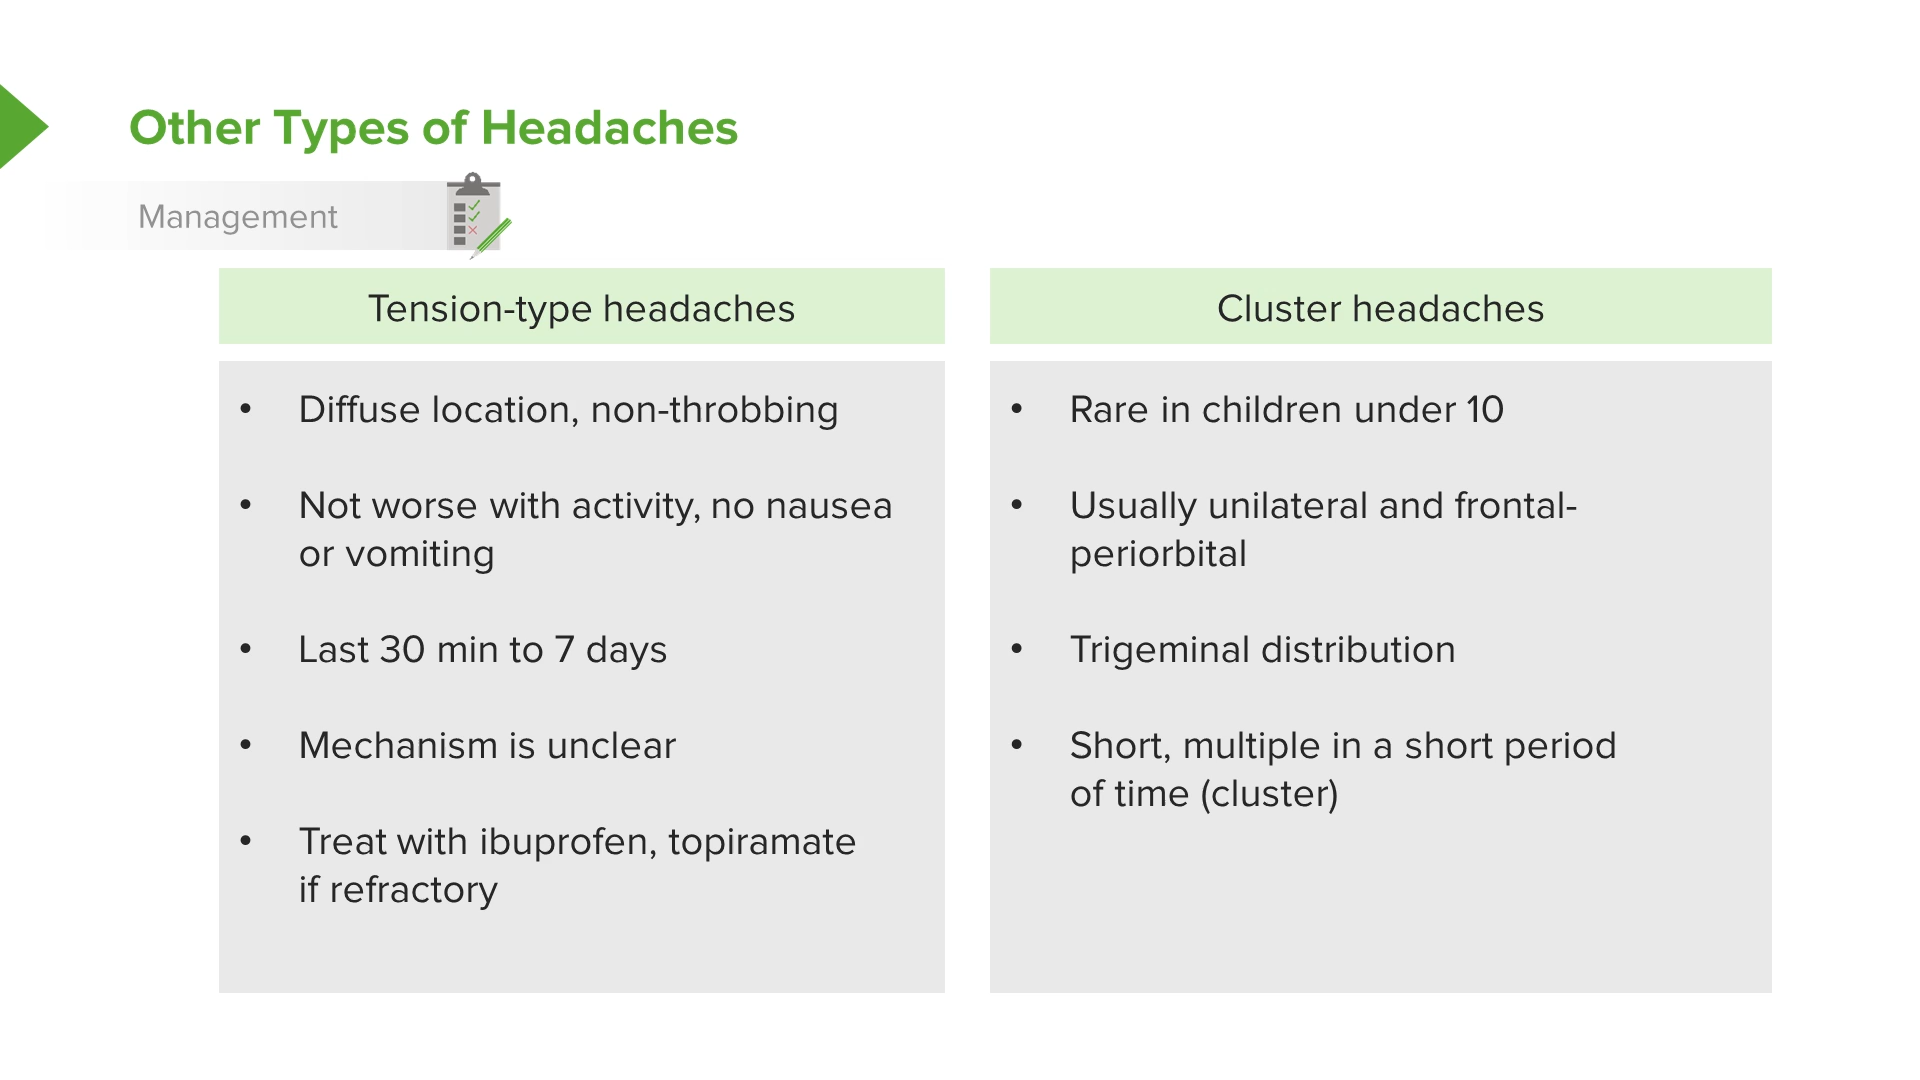 Other Types of Headaches
Management
Tension-type headaches
• Diffuse location, non-throbbing
• Not worse with activity, no nausea
or vomiting
• Last 30 min to 7 days
• Mechanism is unclear
• Treat with ibuprofen, topiramate
if refractory
Cluster headaches
• Rare in children under 10
• Usually unilateral and frontal-
periorbital
• Trigeminal distribution
• Short, multiple in a short period
of time (cluster)